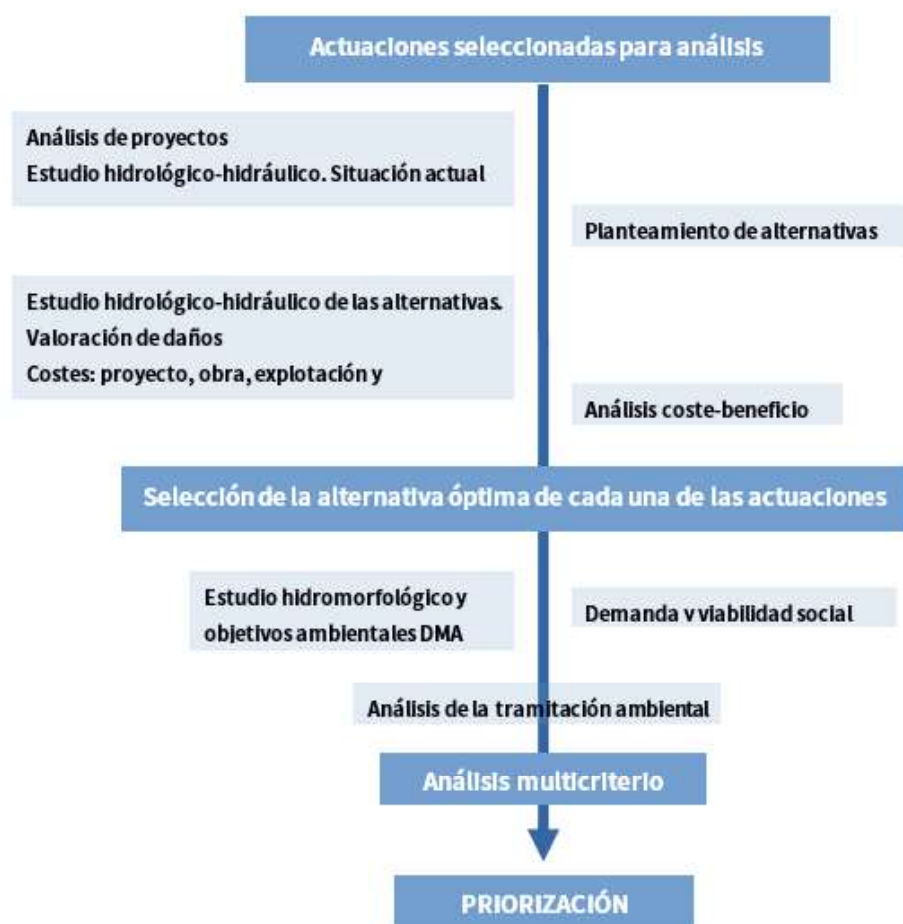 Actuaciones seleccionadas para análisis
Análisis de proyectos
Estudio hidrológico-hidráulico. Situación actual
Planteamiento de alternativas
Estudio hidrológico-hidráulico de las alternativas.
Valoración de daños
Costes: proyecto, obra, explotación y
Análisis coste-beneficio
Selección de la alternativa óptima de cada una de las actuaciones
Estudio hidromorfológico y
objetivos ambientales DMA
Demanda y viabilidad social
Análisis de la tramitación ambiental
Análisis multicriterio
PRIORIZACIÓN